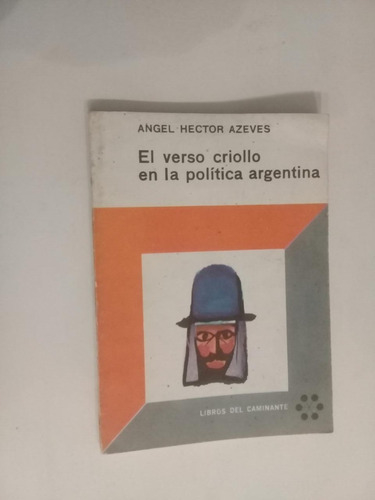 ANGEL HECTOR AZEVES
El verso criollo
en la política argentina
LIBROS DEL CAMINANTE